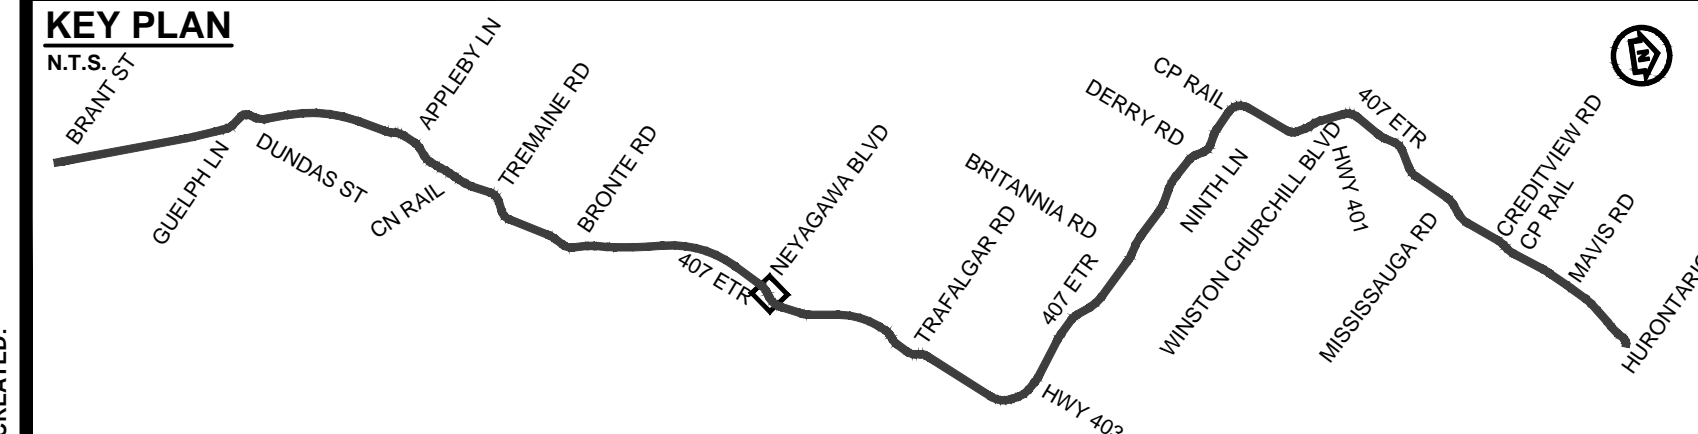 KEY PLAN
N.T.S.
BRANT ST
GUELPH LN
DUNDAS ST
APPLEBY LN
CN RAIL
TREMAINE RD
BRONTE RD
407 ETR
NEYAGAWA BLVD
TRAFALGAR RD
HWY 403
407 ETR
BRITANNIA RD
DERRY RD
CP RAIL
NINTH LN
WINSTON CHURCHILL BLVD
HWY 401
407 ETR
MISSISSAUGA RD
CREDITVIEW RD
CP RAIL
MAVIS RD
N